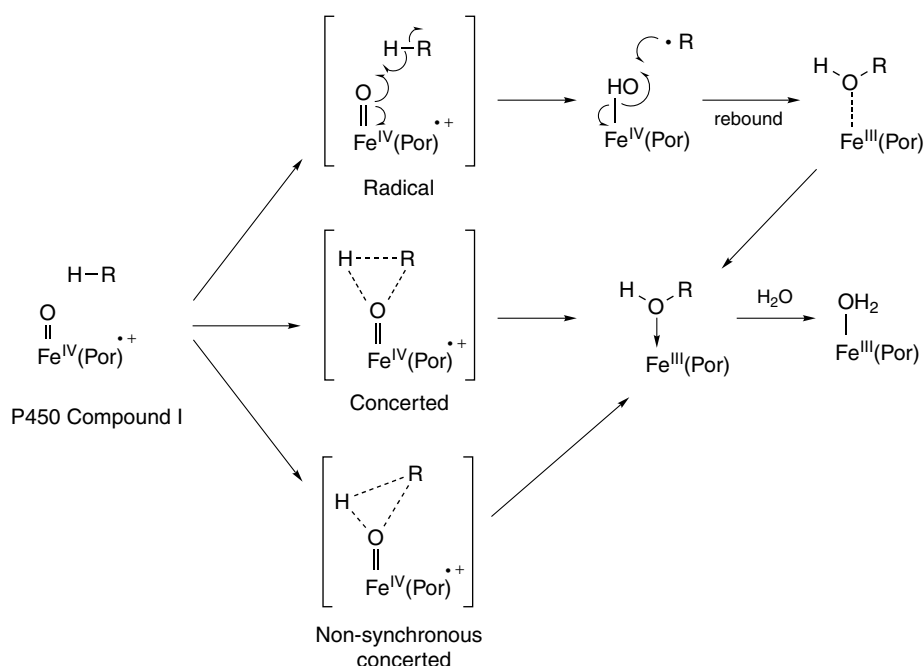 H–R
O
Fe^IV(Por)•+
P450 Compound I
H–R
O
Fe^IV(Por)•+
Radical
• R
HO
Fe^IV(Por)
rebound
H O R
Fe^III(Por)
H R
O
Fe^IV(Por)•+
Concerted
H O R
Fe^III(Por)
H₂O
OH₂
Fe^III(Por)
H R
O
Fe^IV(Por)•+
Non-synchronous
concerted